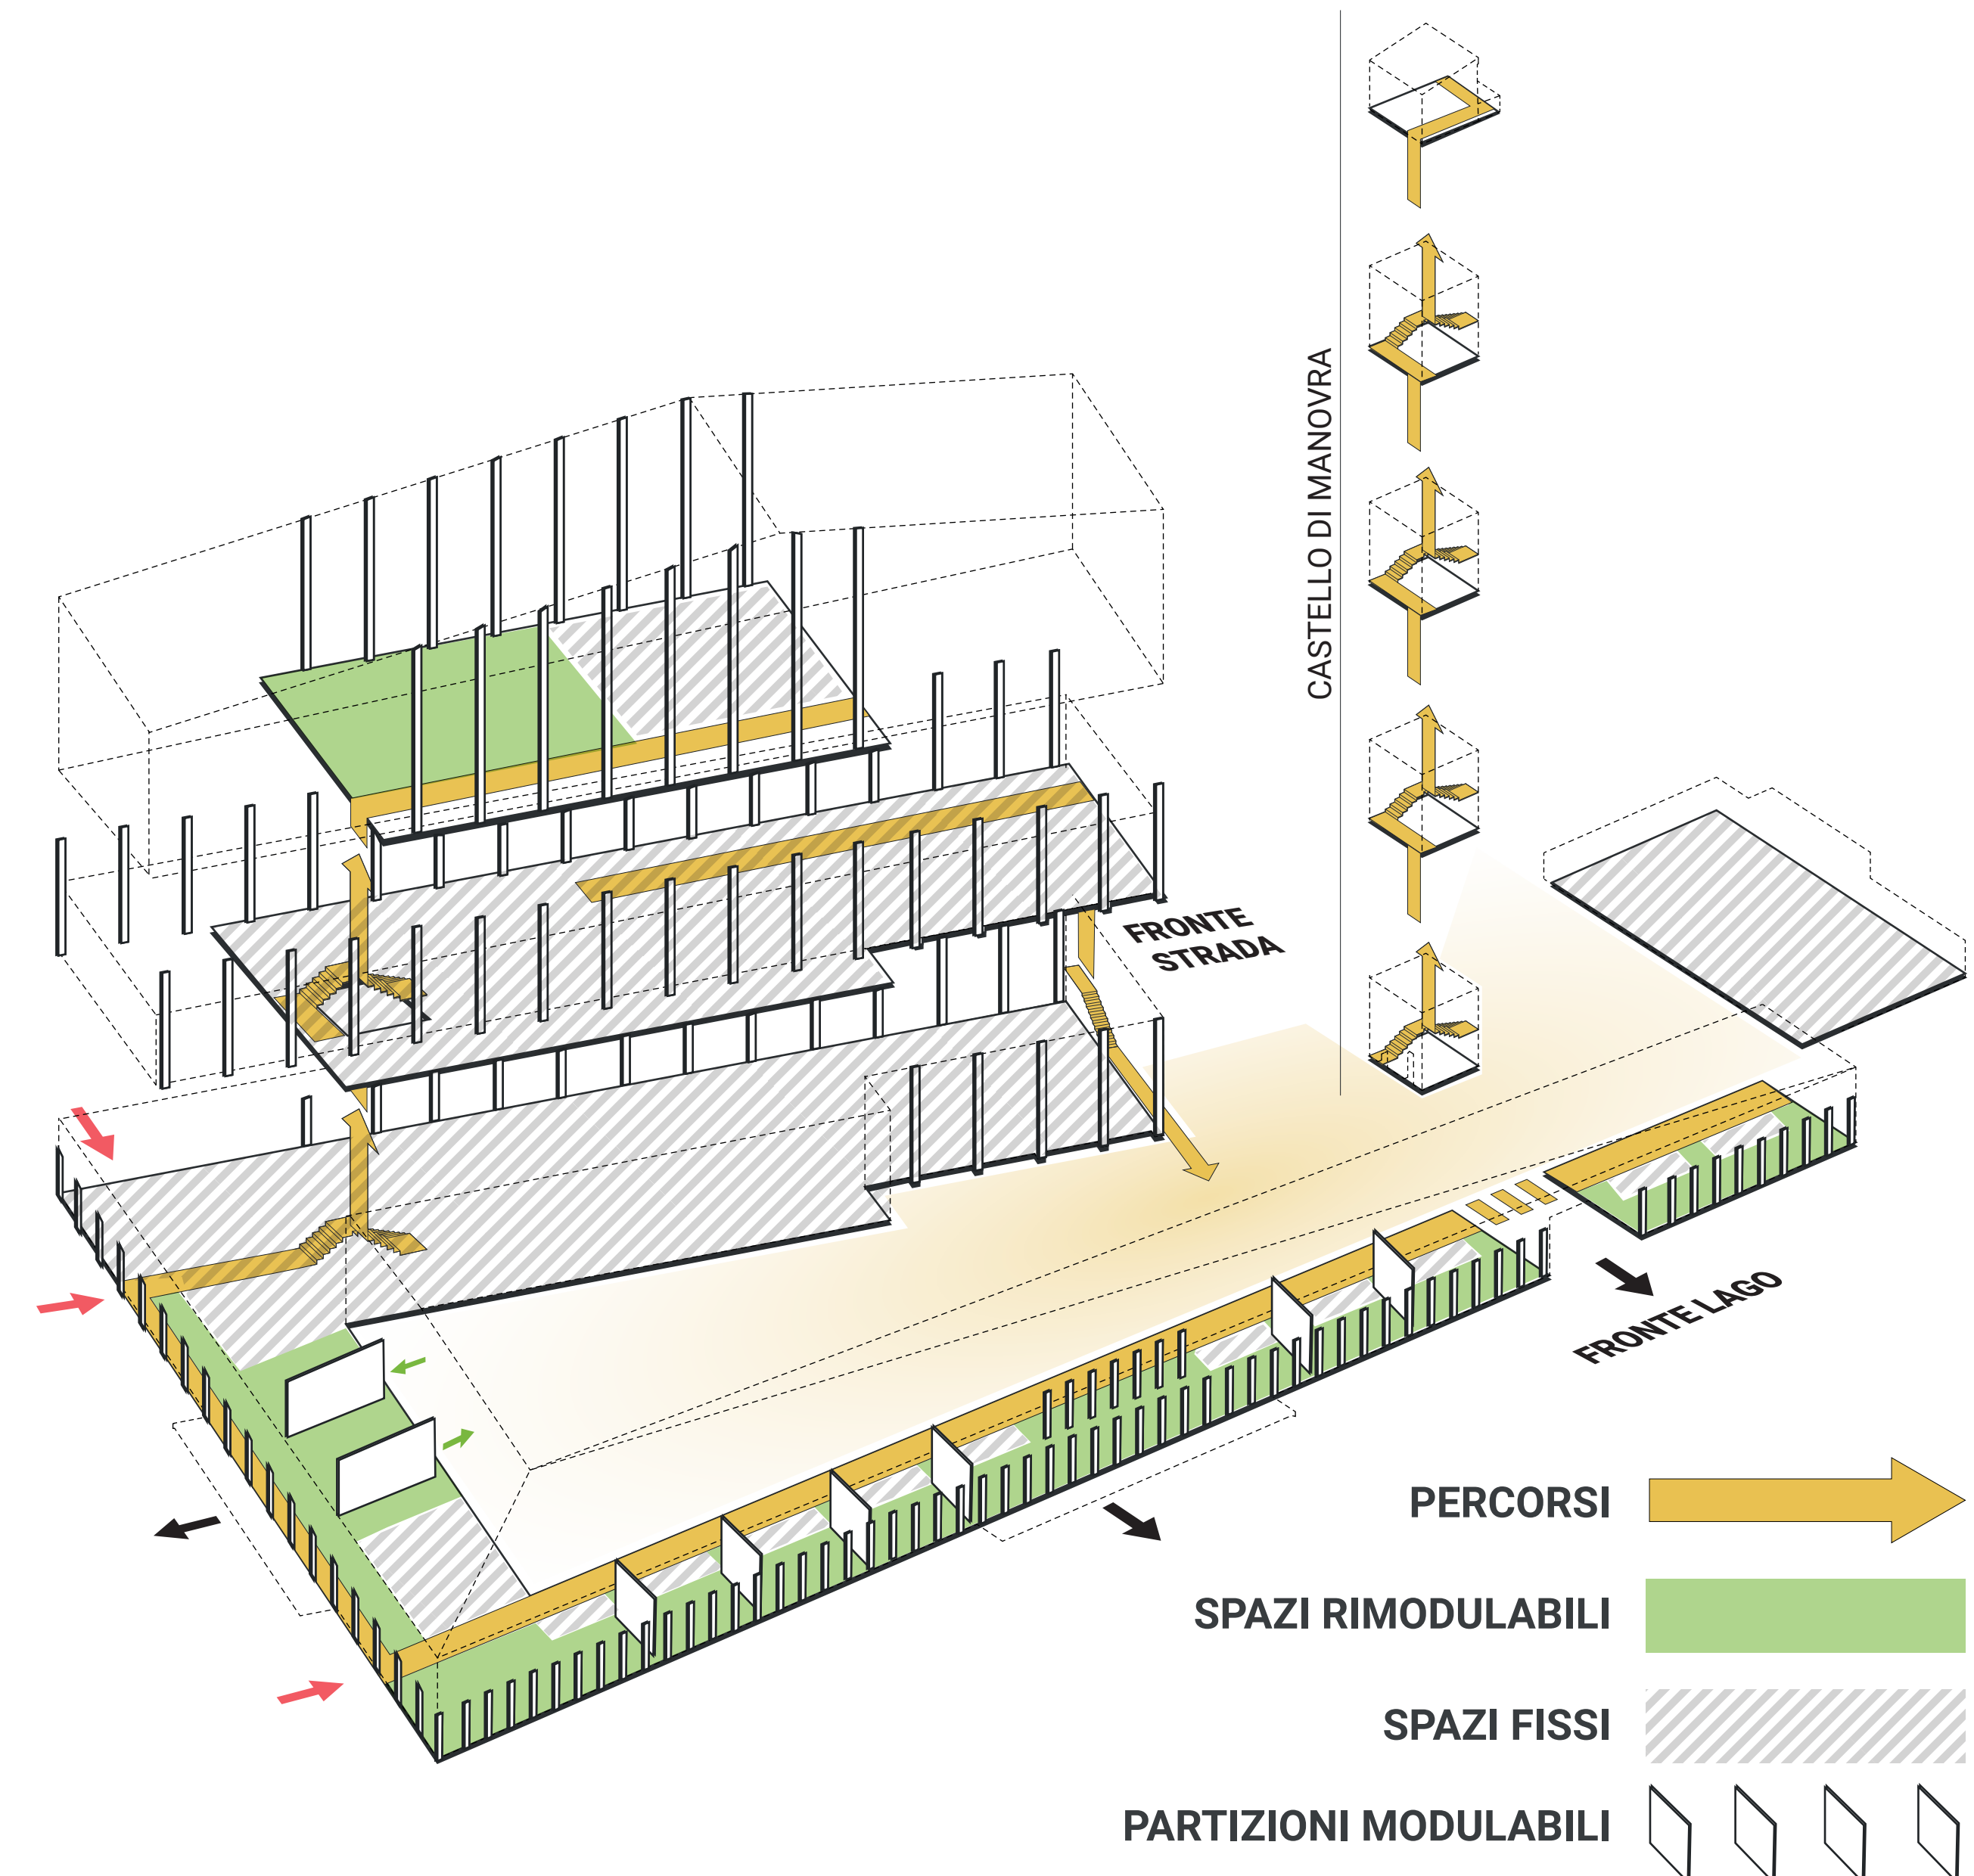 CASTELLO DI MANOVRA
FRONTE
STRADA
FRONTE LAGO
PERCORSI
SPAZI RIMODULABILI
SPAZI FISSI
PARTIZIONI MODULABILI